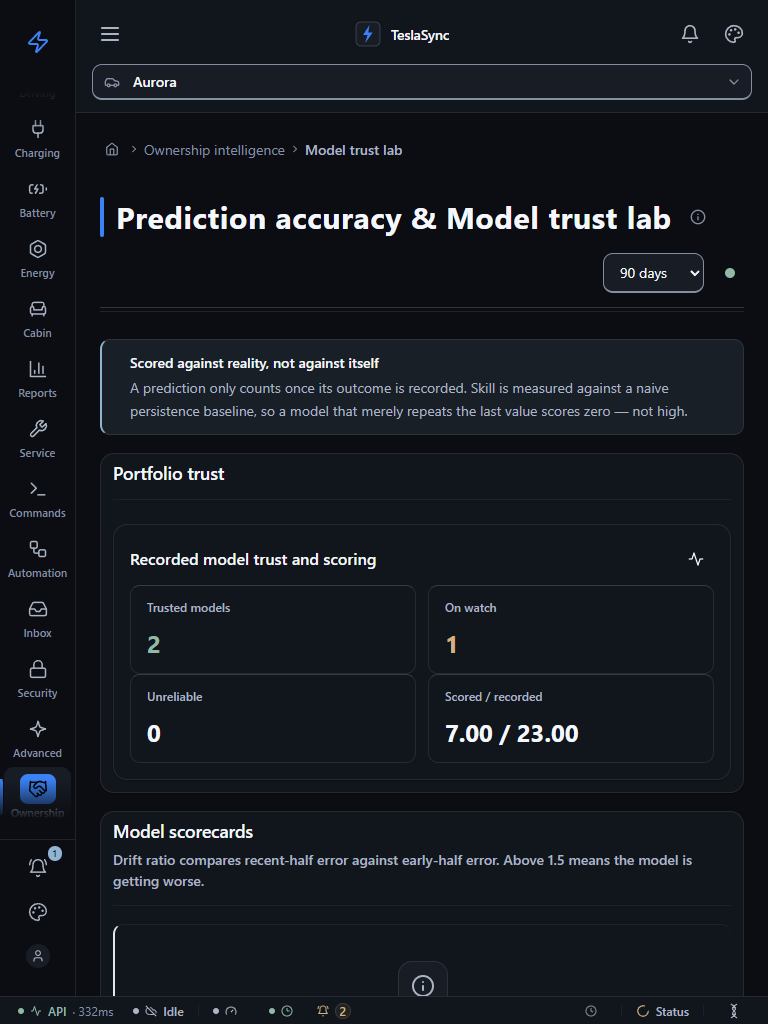 TeslaSync
Aurora
Driving
Charging
Battery
Energy
Cabin
Reports
Service
Commands
Automation
Inbox
Security
Advanced
Ownership
1
Ownership intelligence
Model trust lab
Prediction accuracy & Model trust lab
90 days
Scored against reality, not against itself
A prediction only counts once its outcome is recorded. Skill is measured against a naive
persistence baseline, so a model that merely repeats the last value scores zero — not high.
Portfolio trust
Recorded model trust and scoring
Trusted models
2
On watch
1
Unreliable
0
Scored / recorded
7.00 / 23.00
Model scorecards
Drift ratio compares recent-half error against early-half error. Above 1.5 means the model is
getting worse.
API · 332ms
Idle
2
Status